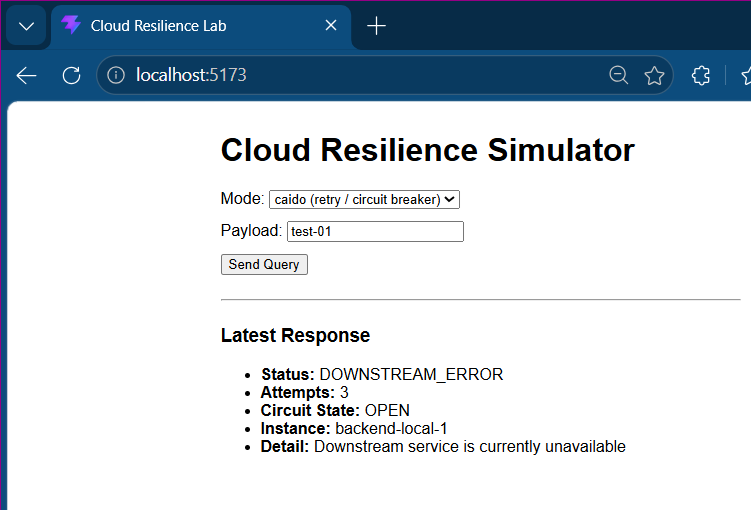 Cloud Resilience Lab
localhost:5173
Cloud Resilience Simulator
Mode: caido (retry / circuit breaker)
Payload: test-01
Send Query
Latest Response
Status: DOWNSTREAM_ERROR
Attempts: 3
Circuit State: OPEN
Instance: backend-local-1
Detail: Downstream service is currently unavailable